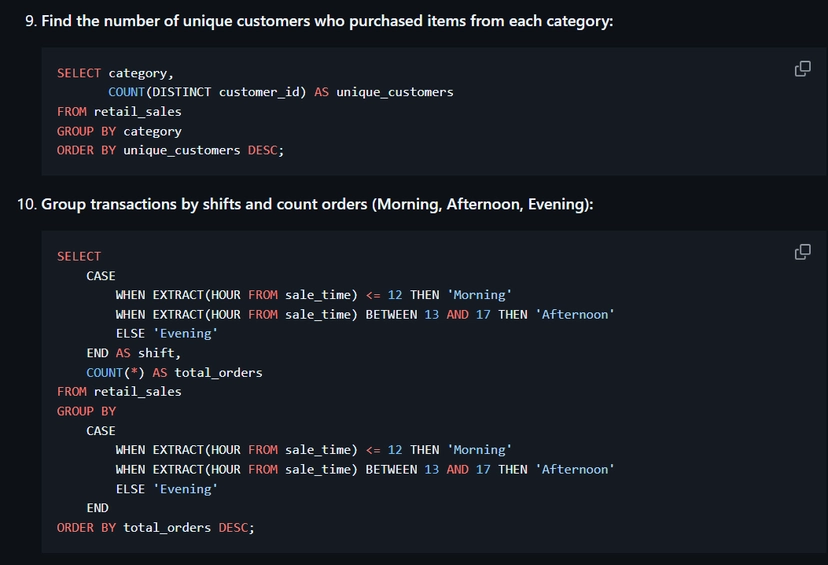 9. Find the number of unique customers who purchased items from each category:
SELECT category,
COUNT(DISTINCT customer_id) AS unique_customers
FROM retail_sales
GROUP BY category
ORDER BY unique_customers DESC;
10. Group transactions by shifts and count orders (Morning, Afternoon, Evening):
SELECT
CASE
WHEN EXTRACT(HOUR FROM sale_time) <= 12 THEN 'Morning'
WHEN EXTRACT(HOUR FROM sale_time) BETWEEN 13 AND 17 THEN 'Afternoon'
ELSE 'Evening'
END AS shift,
COUNT(*) AS total_orders
FROM retail_sales
GROUP BY
CASE
WHEN EXTRACT(HOUR FROM sale_time) <= 12 THEN 'Morning'
WHEN EXTRACT(HOUR FROM sale_time) BETWEEN 13 AND 17 THEN 'Afternoon'
ELSE 'Evening'
END
ORDER BY total_orders DESC;